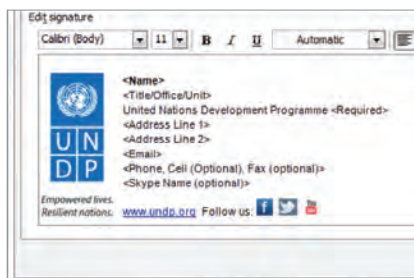 Edit signature
Calibri (Body) 11 B I U Automatic
<Name>
<Title/Office/Unit>
United Nations Development Programme <Required>
<Address Line 1>
<Address Line 2>
<Email>
<Phone, Cell (Optional), Fax (optional)>
<Skype Name (optional)>
U N
D P
Empowered lives.
Resilient nations.
www.undp.org Follow us: